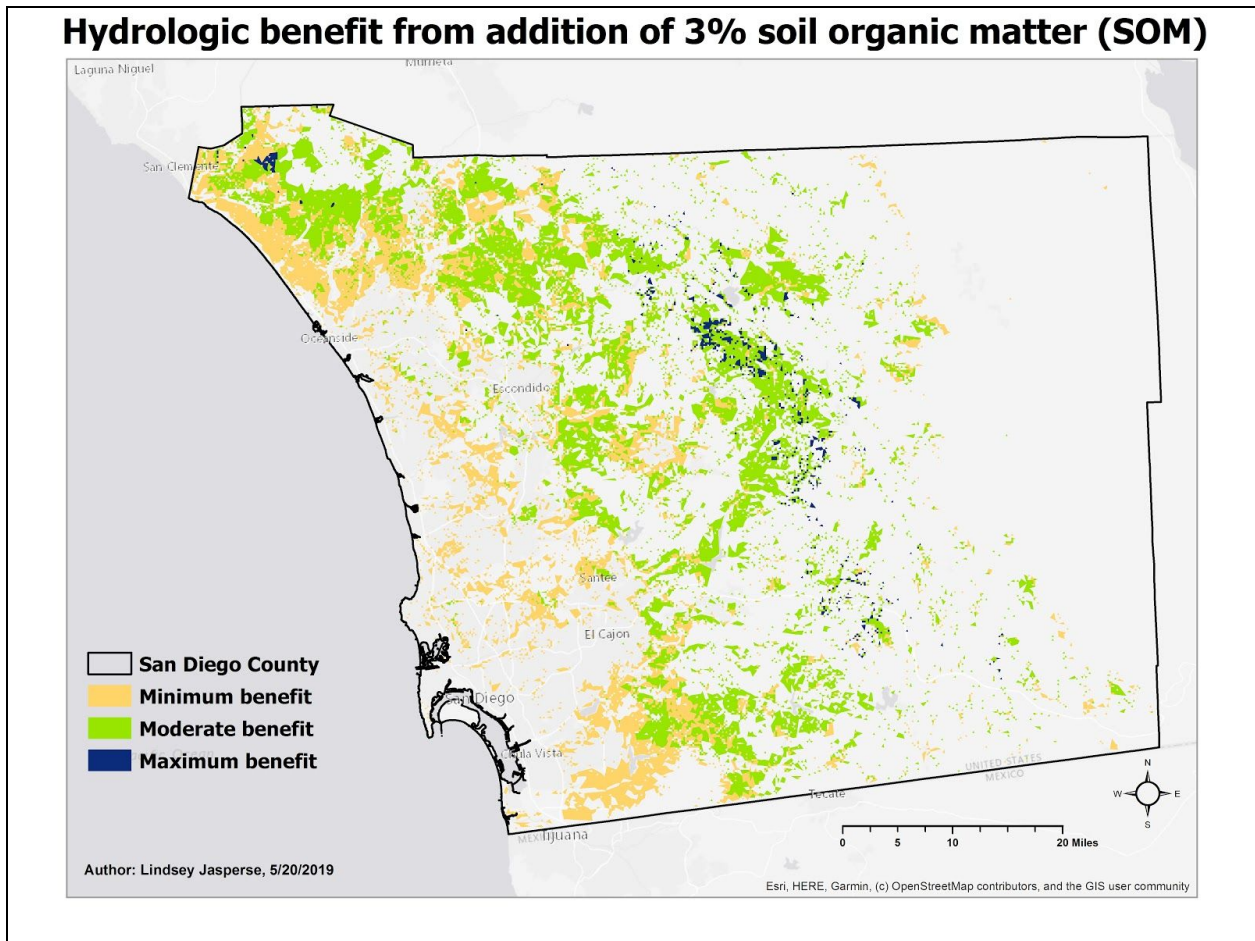 Hydrologic benefit from addition of 3% soil organic matter (SOM)
Laguna Niguel
Murrieta
San Clemente
Oceanside
Escondido
Santee
El Cajon
San Diego
Chula Vista
Tecate
Tijuana
UNITED STATES
MEXICO
San Diego County
Minimum benefit
Moderate benefit
Maximum benefit
Ocean
N
W
E
S
0 5 10 20 Miles
Author: Lindsey Jasperse, 5/20/2019
Esri, HERE, Garmin, (c) OpenStreetMap contributors, and the GIS user community